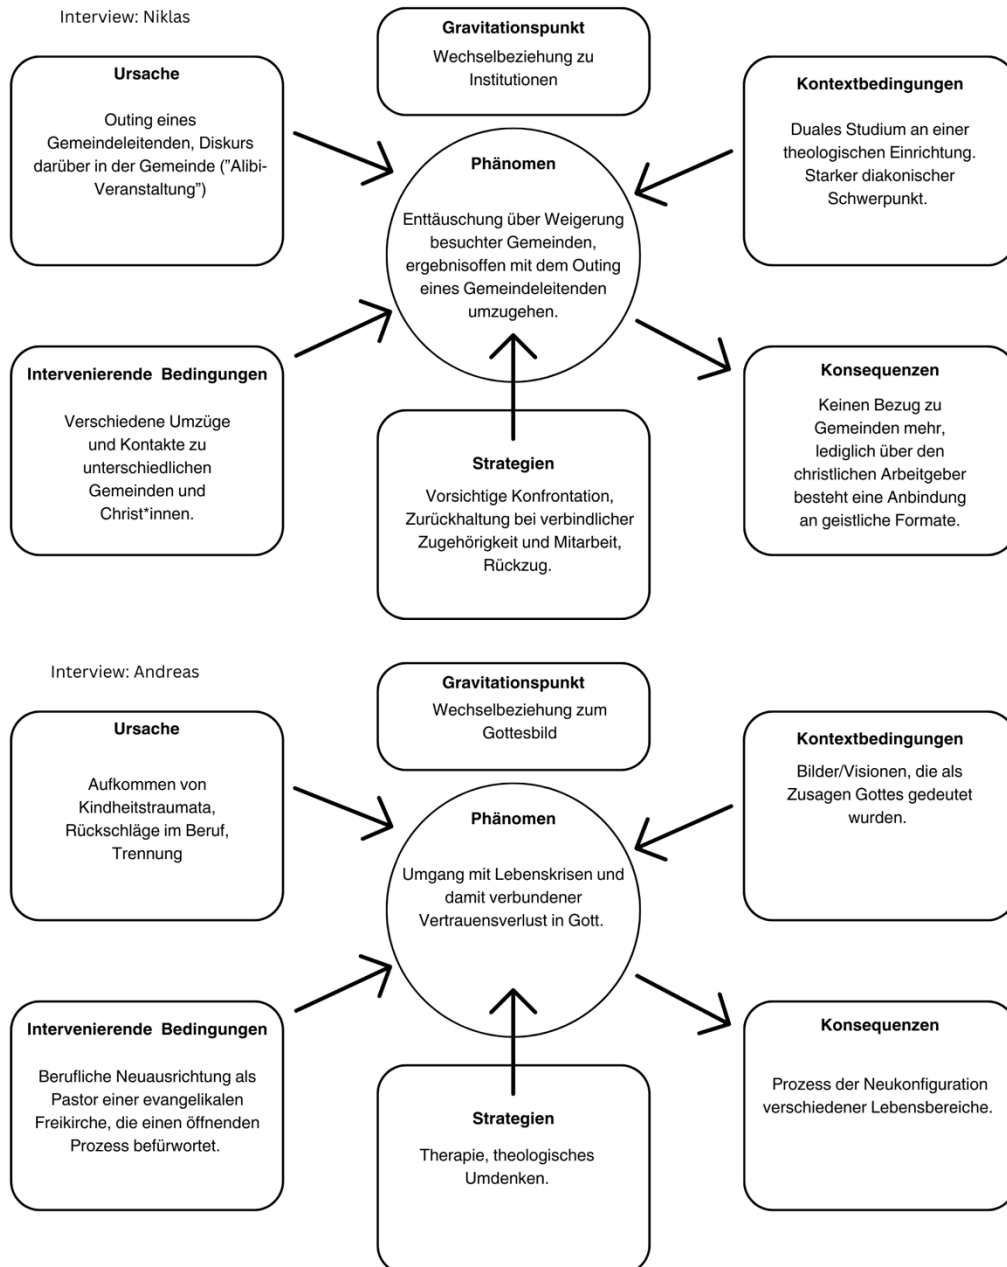 Interview: Niklas
Gravitationspunkt
Wechselbeziehung zu
Institutionen
Ursache
Outing eines
Gemeindeleitenden, Diskurs
darüber in der Gemeinde ("Alibi-
Veranstaltung")
Kontextbedingungen
Duales Studium an einer
theologischen Einrichtung.
Starker diakonischer
Schwerpunkt.
Phänomen
Enttäuschung über Weigerung
besuchter Gemeinden,
ergebnisoffen mit dem Outing
eines Gemeindeleitenden
umzugehen.
Intervenierende Bedingungen
Verschiedene Umzüge
und Kontakte zu
unterschiedlichen
Gemeinden und
Christ*innen.
Strategien
Vorsichtige Konfrontation,
Zurückhaltung bei verbindlicher
Zugehörigkeit und Mitarbeit,
Rückzug.
Konsequenzen
Keinen Bezug zu
Gemeinden mehr,
lediglich über den
christlichen Arbeitgeber
besteht eine Anbindung
an geistliche Formate.
Interview: Andreas
Gravitationspunkt
Wechselbeziehung zum
Gottesbild
Ursache
Aufkommen von
Kindheitstraumata,
Rückschläge im Beruf,
Trennung
Kontextbedingungen
Bilder/Visionen, die als
Zusagen Gottes gedeutet
wurden.
Phänomen
Umgang mit Lebenskrisen und
damit verbundener
Vertrauensverlust in Gott.
Intervenierende Bedingungen
Berufliche Neuausrichtung als
Pastor einer evangelikalen
Freikirche, die einen öffnenden
Prozess befürwortet.
Strategien
Therapie, theologisches
Umdenken.
Konsequenzen
Prozess der Neukonfiguration
verschiedener Lebensbereiche.